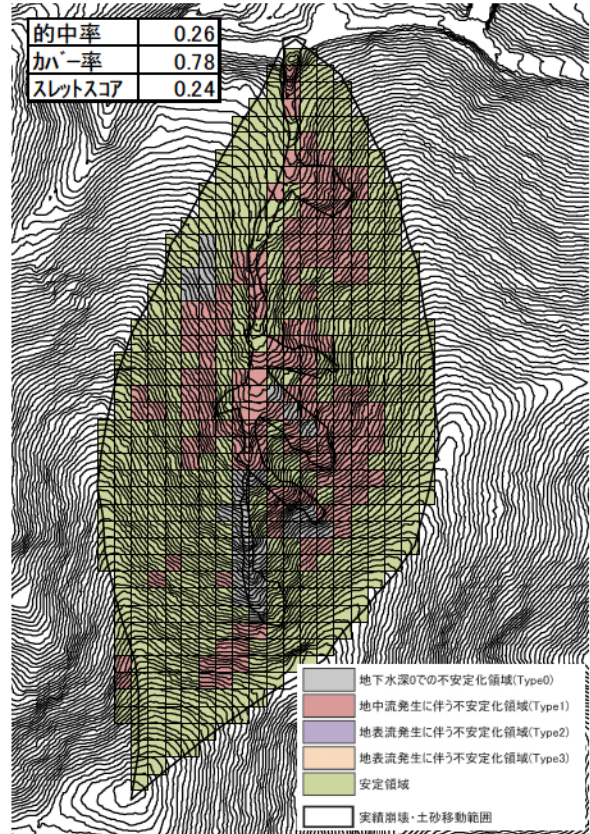 的中率 0.26
カバー率 0.78
スレットスコア 0.24
地下水深0での不安定化領域(Type0)
地中流発生に伴う不安定化領域(Type1)
地表流発生に伴う不安定化領域(Type2)
地表流発生に伴う不安定化領域(Type3)
安定領域
実績崩壊・土砂移動範囲